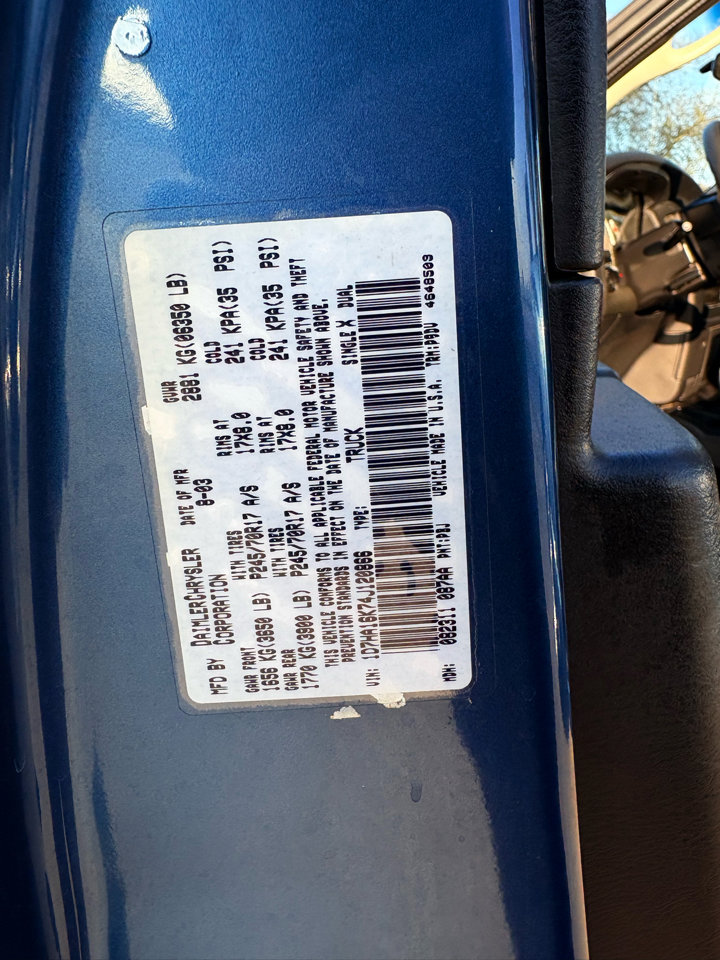 MFD BY DAIMLERCHRYSLER CORPORATION DATE OF MFR 8-03 GVWR 2881 KG(06350 LB)
GAWR FRONT WITH TIRES RIMS AT COLD
1656 KG(3650 LB) P245/70R17 A/S 17X8.0 241 KPA(35 PSI)
GAWR REAR WITH TIRES RIMS AT COLD
1770 KG(3900 LB) P245/70R17 A/S 17X8.0 241 KPA(35 PSI)
THIS VEHICLE CONFORMS TO ALL APPLICABLE FEDERAL MOTOR VEHICLE SAFETY AND THEFT
PREVENTION STANDARDS IN EFFECT ON THE DATE OF MANUFACTURE SHOWN ABOVE.
VIN: 1D7HA16K74J120866 TYPE: TRUCK SINGLE X DUAL
MDH: 082311 087AA PNT:PBJ VEHICLE MADE IN U.S.A. TRM:P9DV 4648503